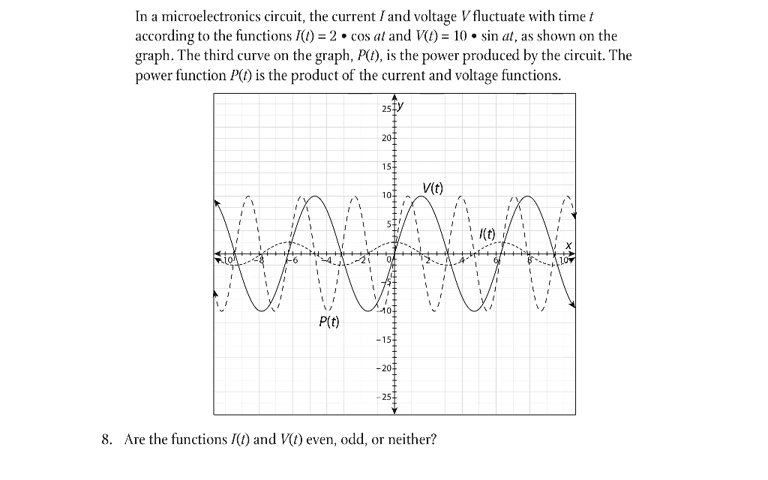 In a microelectronics circuit, the current I and voltage V fluctuate with time t
according to the functions I(t) = 2 • cos at and V(t) = 10 • sin at, as shown on the
graph. The third curve on the graph, P(t), is the power produced by the circuit. The
power function P(t) is the product of the current and voltage functions.
y
25
20
15
V(t)
10
5
I(t)
x
-10 -8 -6 -4 -2 0 2 4 6 8 10
-5
-10
P(t)
-15
-20
-25
8. Are the functions I(t) and V(t) even, odd, or neither?